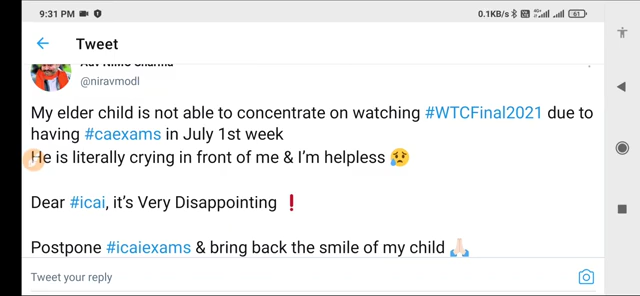 9:31 PM
0.1KB/s
61
Tweet
@niravmodl
My elder child is not able to concentrate on watching #WTCFinal2021 due to
having #caexams in July 1st week
He is literally crying in front of me & I'm helpless 😢
Dear #icai, it's Very Disappointing ❗
Postpone #icaiexams & bring back the smile of my child 🙏🏻
Tweet your reply